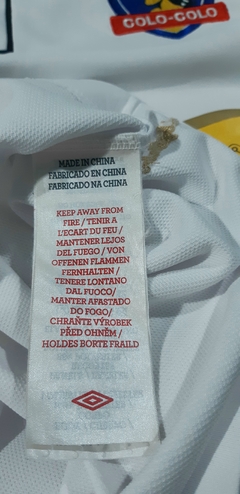 COLO-COLO
MADE IN CHINA
FABRICADO EN CHINA
FABRICADO NA CHINA
KEEP AWAY FROM
FIRE / TENIR A
L'ECART DU FEU /
MANTENER LEJOS
DEL FUEGO / VON
OFFENEN FLAMMEN
FERNHALTEN /
TENERE LONTANO
DAL FUOCO/
MANTER AFASTADO
DO FOGO/
CHRAŇTE VÝROBEK
PŘED OHNĚM /
HOLDES BORTE FRAILD